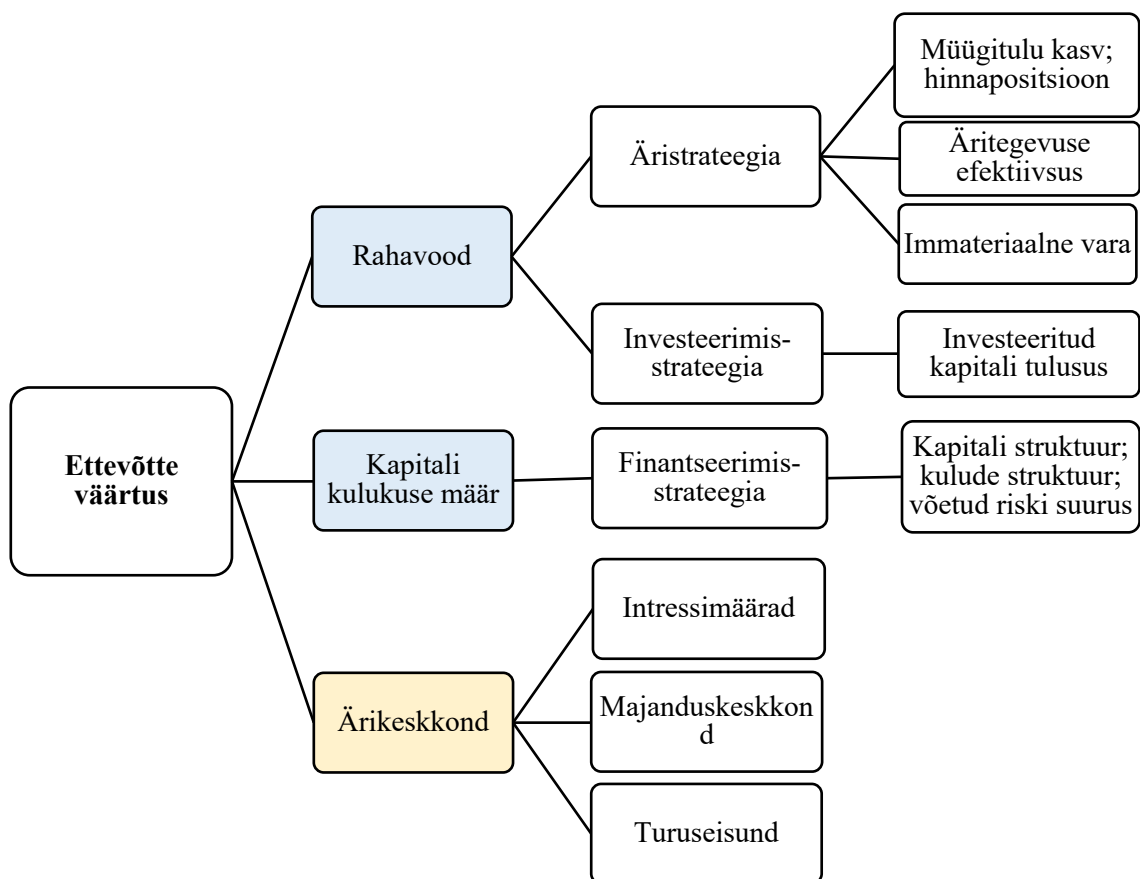 Ettevõtte
väärtus
Rahavood
Äristrateegia
Müügitulu kasv;
hinnapositsioon
Äritegevuse
efektiivsus
Immateriaalne vara
Investeerimis-
strateegia
Investeeritud
kapitali tulusus
Kapitali
kulukuse määr
Finantseerimis-
strateegia
Kapitali struktuur;
kulude struktuur;
võetud riski suurus
Ärikeskkond
Intressimäärad
Majanduskeskkon
d
Turuseisund